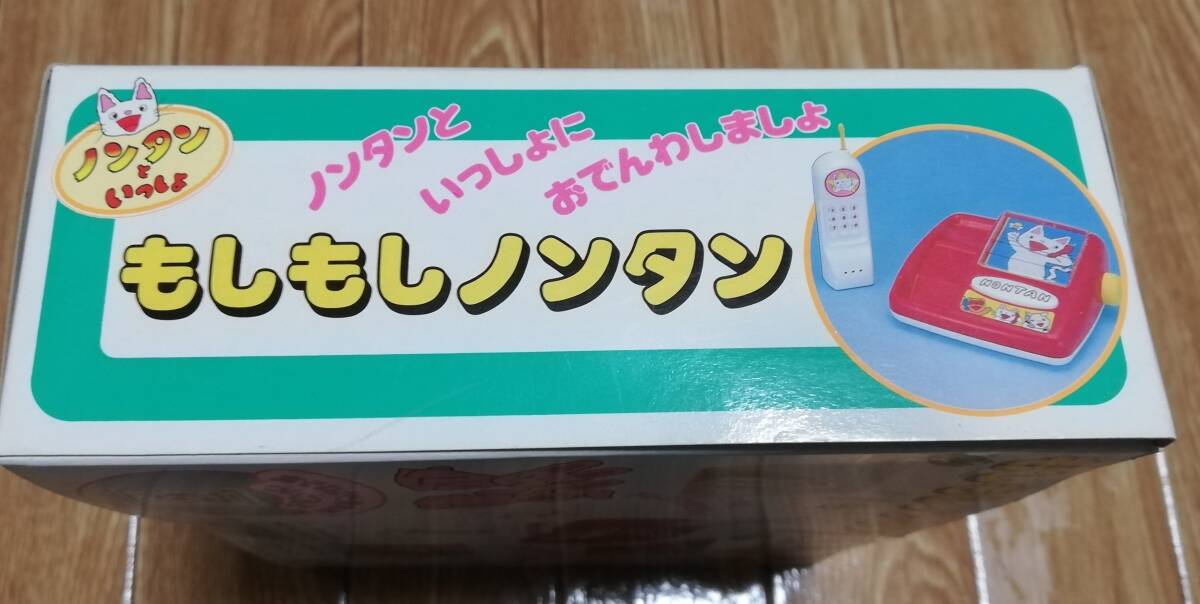 ノンタン
と
いっしょ
ノンタンと
いっしょに
おでんわしましょ
もしもしノンタン
NONTAN